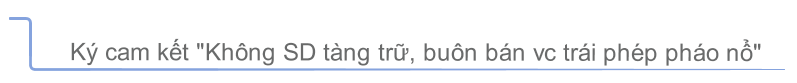 Ký cam kết "Không SD tàng trữ, buôn bán vc trái phép pháo nổ"